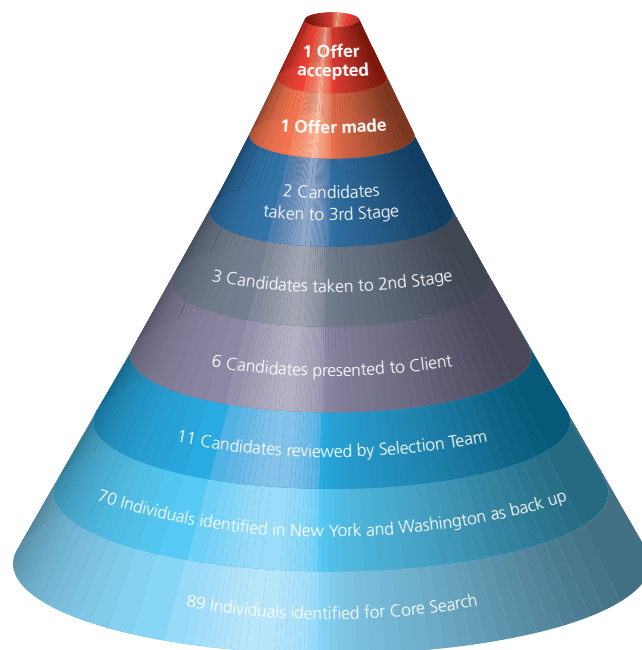 1 Offer
accepted
1 Offer made
2 Candidates
taken to 3rd Stage
3 Candidates taken to 2nd Stage
6 Candidates presented to Client
11 Candidates reviewed by Selection Team
70 Individuals identified in New York and Washington as back up
89 Individuals identified for Core Search